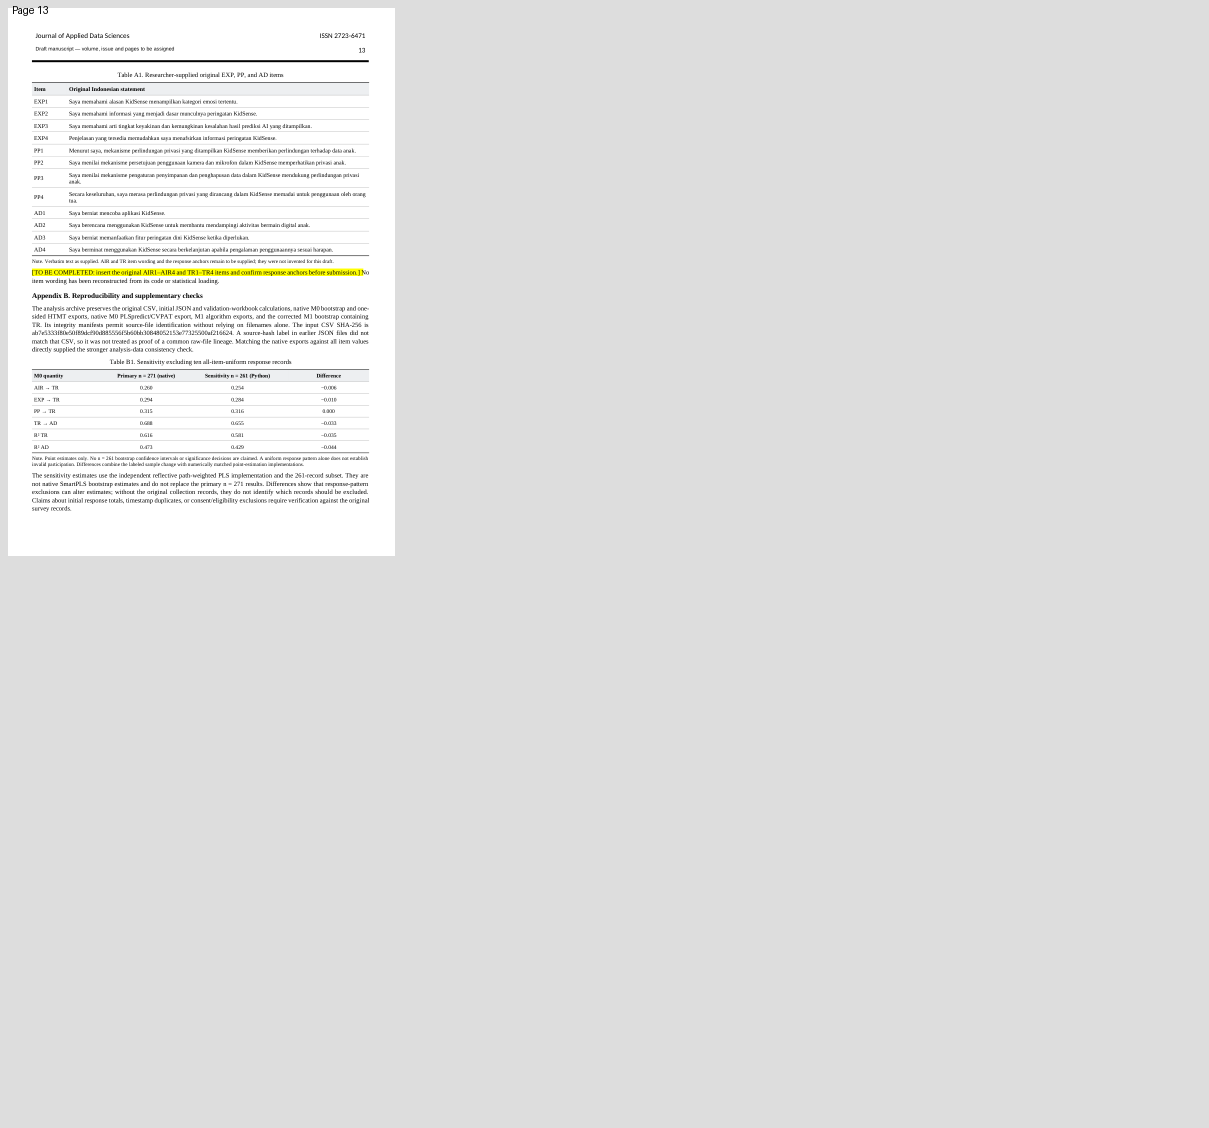 Page 13
Journal of Applied Data Sciences ISSN 2723-6471
Draft manuscript — volume, issue and pages to be assigned 13
Table A1. Researcher-supplied original EXP, PP, and AD items
Item Original Indonesian statement
EXP1 Saya memahami alasan KidSense menampilkan kategori emosi tertentu.
EXP2 Saya memahami informasi yang menjadi dasar munculnya peringatan KidSense.
EXP3 Saya memahami arti tingkat keyakinan dan kemungkinan kesalahan hasil prediksi AI yang ditampilkan.
EXP4 Penjelasan yang tersedia memudahkan saya menafsirkan informasi peringatan KidSense.
PP1 Menurut saya, mekanisme perlindungan privasi yang ditampilkan KidSense memberikan perlindungan terhadap data anak.
PP2 Saya menilai mekanisme persetujuan penggunaan kamera dan mikrofon dalam KidSense memperhatikan privasi anak.
PP3 Saya menilai mekanisme pengaturan penyimpanan dan penghapusan data dalam KidSense mendukung perlindungan privasi
anak.
PP4 Secara keseluruhan, saya merasa perlindungan privasi yang dirancang dalam KidSense memadai untuk penggunaan oleh orang
tua.
AD1 Saya berniat mencoba aplikasi KidSense.
AD2 Saya berencana menggunakan KidSense untuk membantu mendampingi aktivitas bermain digital anak.
AD3 Saya berniat memanfaatkan fitur peringatan dini KidSense ketika diperlukan.
AD4 Saya berminat menggunakan KidSense secara berkelanjutan apabila pengalaman penggunaannya sesuai harapan.
Note. Verbatim text as supplied. AIR and TR item wording and the response anchors remain to be supplied; they were not invented for this draft.
[TO BE COMPLETED: insert the original AIR1–AIR4 and TR1–TR4 items and confirm response anchors before submission.] No
item wording has been reconstructed from its code or statistical loading.
Appendix B. Reproducibility and supplementary checks
The analysis archive preserves the original CSV, initial JSON and validation-workbook calculations, native M0 bootstrap and one-
sided HTMT exports, native M0 PLSpredict/CVPAT export, M1 algorithm exports, and the corrected M1 bootstrap containing
TR. Its integrity manifests permit source-file identification without relying on filenames alone. The input CSV SHA-256 is
A source-hash label in earlier JSON files did not
match that CSV, so it was not treated as proof of a common raw-file lineage. Matching the native exports against all item values
directly supplied the stronger analysis-data consistency check.
Table B1. Sensitivity excluding ten all-item-uniform response records
M0 quantity Primary n = 271 (native) Sensitivity n = 261 (Python) Difference
AIR → TR 0.260 0.254 −0.006
EXP → TR 0.294 0.284 −0.010
PP → TR 0.315 0.316 0.000
TR → AD 0.688 0.655 −0.033
R² TR 0.616 0.581 −0.035
R² AD 0.473 0.429 −0.044
Note. Point estimates only. No n = 261 bootstrap confidence intervals or significance decisions are claimed. A uniform response pattern alone does not establish
invalid participation. Differences combine the labeled sample change with numerically matched point-estimation implementations.
The sensitivity estimates use the independent reflective path-weighted PLS implementation and the 261-record subset. They are
not native SmartPLS bootstrap estimates and do not replace the primary n = 271 results. Differences show that response-pattern
exclusions can alter estimates; without the original collection records, they do not identify which records should be excluded.
Claims about initial response totals, timestamp duplicates, or consent/eligibility exclusions require verification against the original
survey records.